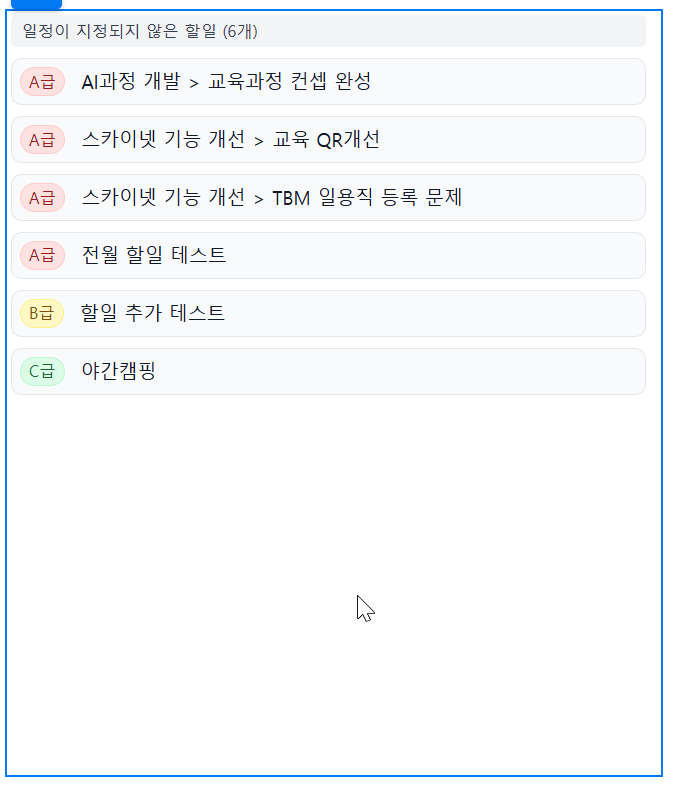 일정이 지정되지 않은 할일 (6개)
A급 AI과정 개발 > 교육과정 컨셉 완성
A급 스카이넷 기능 개선 > 교육 QR개선
A급 스카이넷 기능 개선 > TBM 일용직 등록 문제
A급 전월 할일 테스트
B급 할일 추가 테스트
C급 야간캠핑